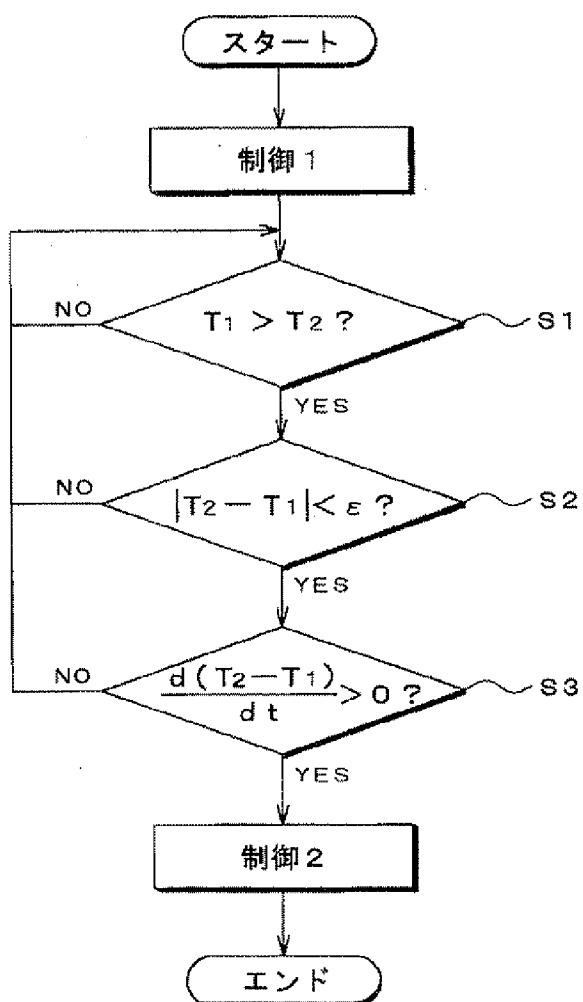 スタート
制御1
T1 > T2 ?
NO
S1
YES
|T2 − T1| < ε ?
NO
S2
YES
d (T2 − T1)
d t
> 0 ?
NO
S3
YES
制御2
エンド